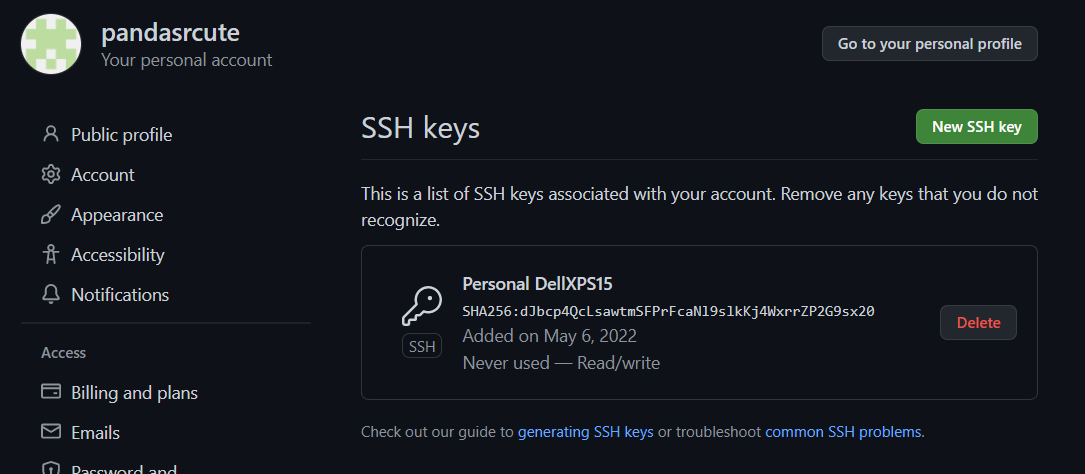 pandasrcute
Your personal account
Go to your personal profile
Public profile
Account
Appearance
Accessibility
Notifications
Access
Billing and plans
Emails
Password and
SSH keys
New SSH key
This is a list of SSH keys associated with your account. Remove any keys that you do not
recognize.
Personal DellXPS15
SHA256:dJbcp4QcLsawtmSFPrFcaNl9slkKj4WxrrZP2G9sx20
Added on May 6, 2022
Never used — Read/write
SSH
Delete
Check out our guide to generating SSH keys or troubleshoot common SSH problems.